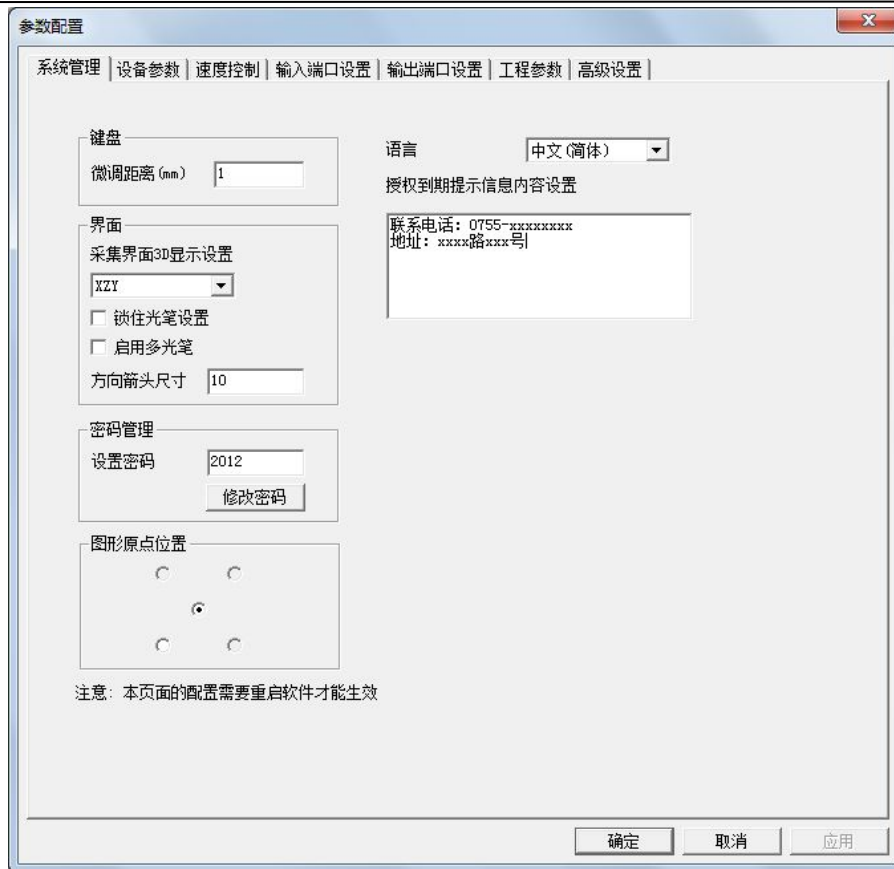 参数配置
系统管理 设备参数 速度控制 输入端口设置 输出端口设置 工程参数 高级设置
键盘
微调距离(mm) 1
界面
采集界面3D显示设置
XZY
锁住光笔设置
启用多光笔
方向箭头尺寸 10
密码管理
设置密码 2012
修改密码
图形原点位置
注意: 本页面的配置需要重启软件才能生效
语言 中文(简体)
授权到期提示信息内容设置
联系电话: 0755-xxxxxxxx
地址: xxxx路xxx号
确定 取消 应用